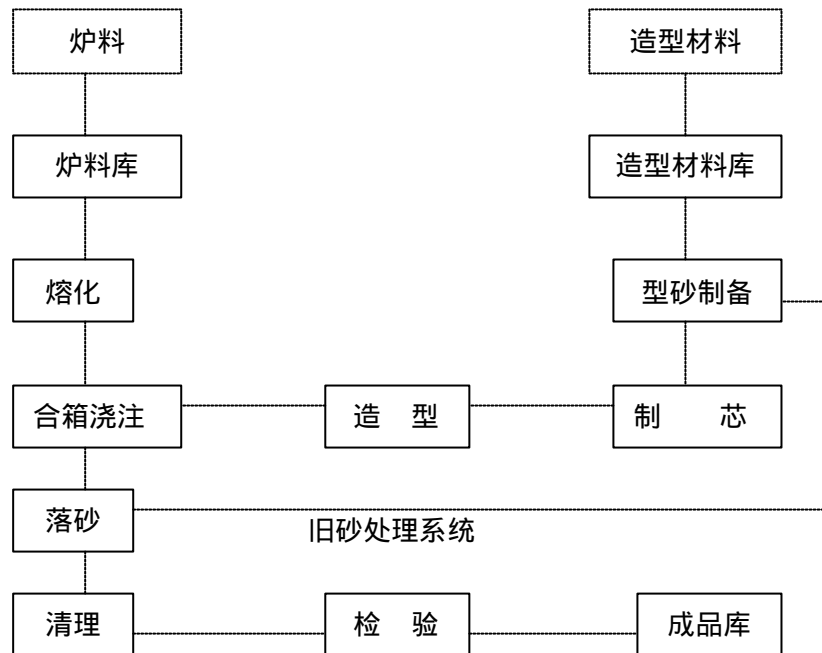 炉料
造型材料
炉料库
造型材料库
熔化
型砂制备
合箱浇注
造 型
制 芯
落砂
旧砂处理系统
清理
检 验
成品库